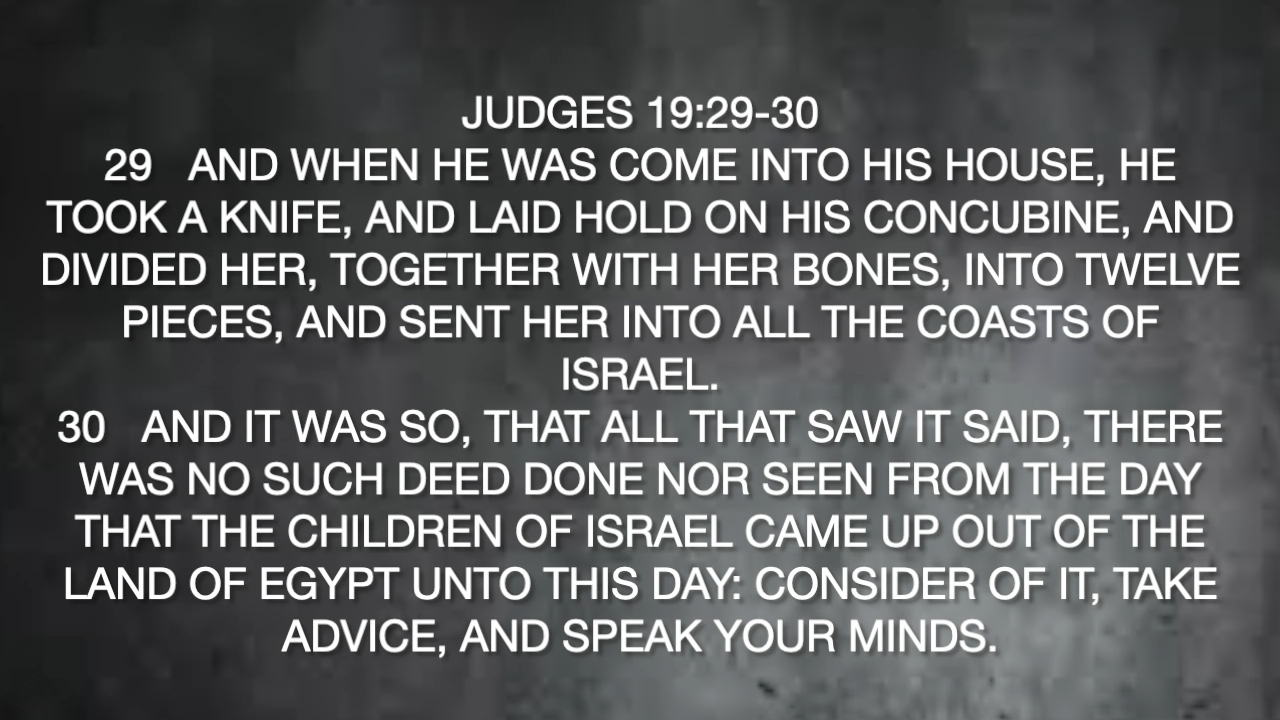 JUDGES 19:29-30
29 AND WHEN HE WAS COME INTO HIS HOUSE, HE
TOOK A KNIFE, AND LAID HOLD ON HIS CONCUBINE, AND
DIVIDED HER, TOGETHER WITH HER BONES, INTO TWELVE
PIECES, AND SENT HER INTO ALL THE COASTS OF
ISRAEL.
30 AND IT WAS SO, THAT ALL THAT SAW IT SAID, THERE
WAS NO SUCH DEED DONE NOR SEEN FROM THE DAY
THAT THE CHILDREN OF ISRAEL CAME UP OUT OF THE
LAND OF EGYPT UNTO THIS DAY: CONSIDER OF IT, TAKE
ADVICE, AND SPEAK YOUR MINDS.